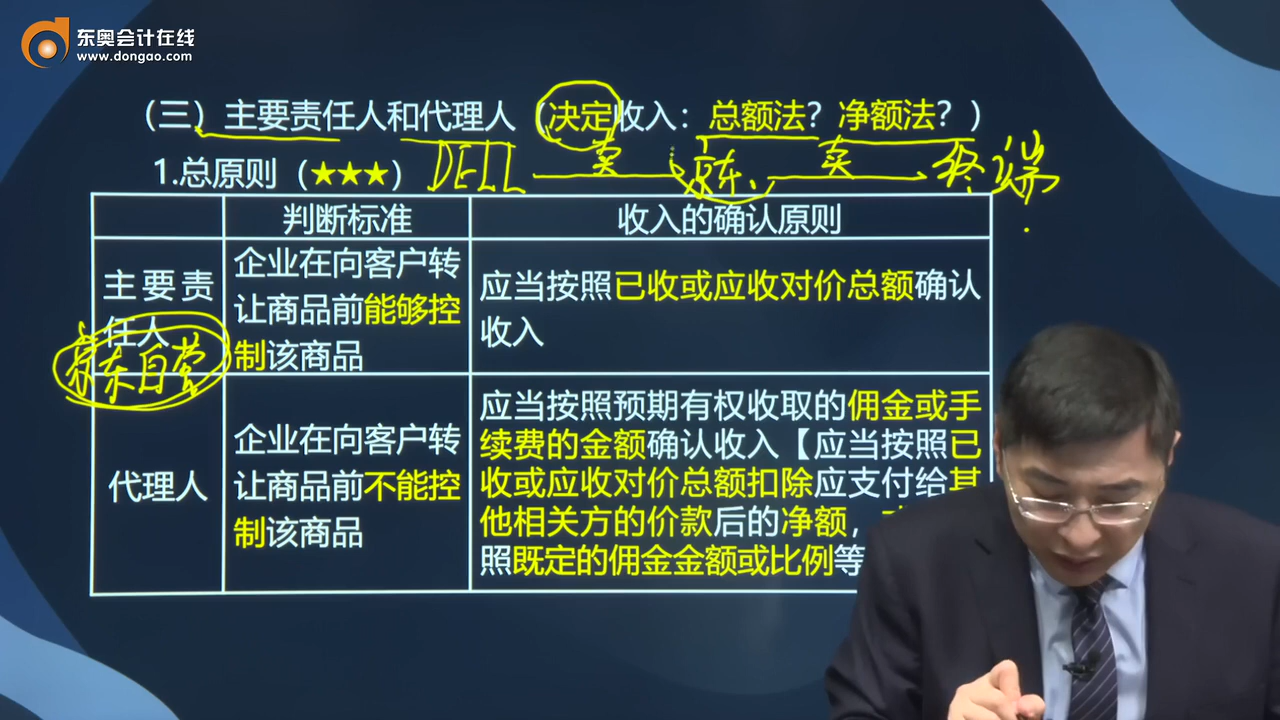 东奥会计在线
www.dongao.com
（三）主要责任人和代理人（决定收入：总额法？净额法？）
1.总原则（★★★）
DELL 卖 京东、卖 终端
判断标准
收入的确认原则
主要责
任人
京东自营
企业在向客户转
让商品前能够控
制该商品
应当按照已收或应收对价总额确认
收入
代理人
企业在向客户转
让商品前不能控
制该商品
应当按照预期有权收取的佣金或手
续费的金额确认收入【应当按照已
收或应收对价总额扣除应支付给其
他相关方的价款后的净额，
照既定的佣金金额或比例等